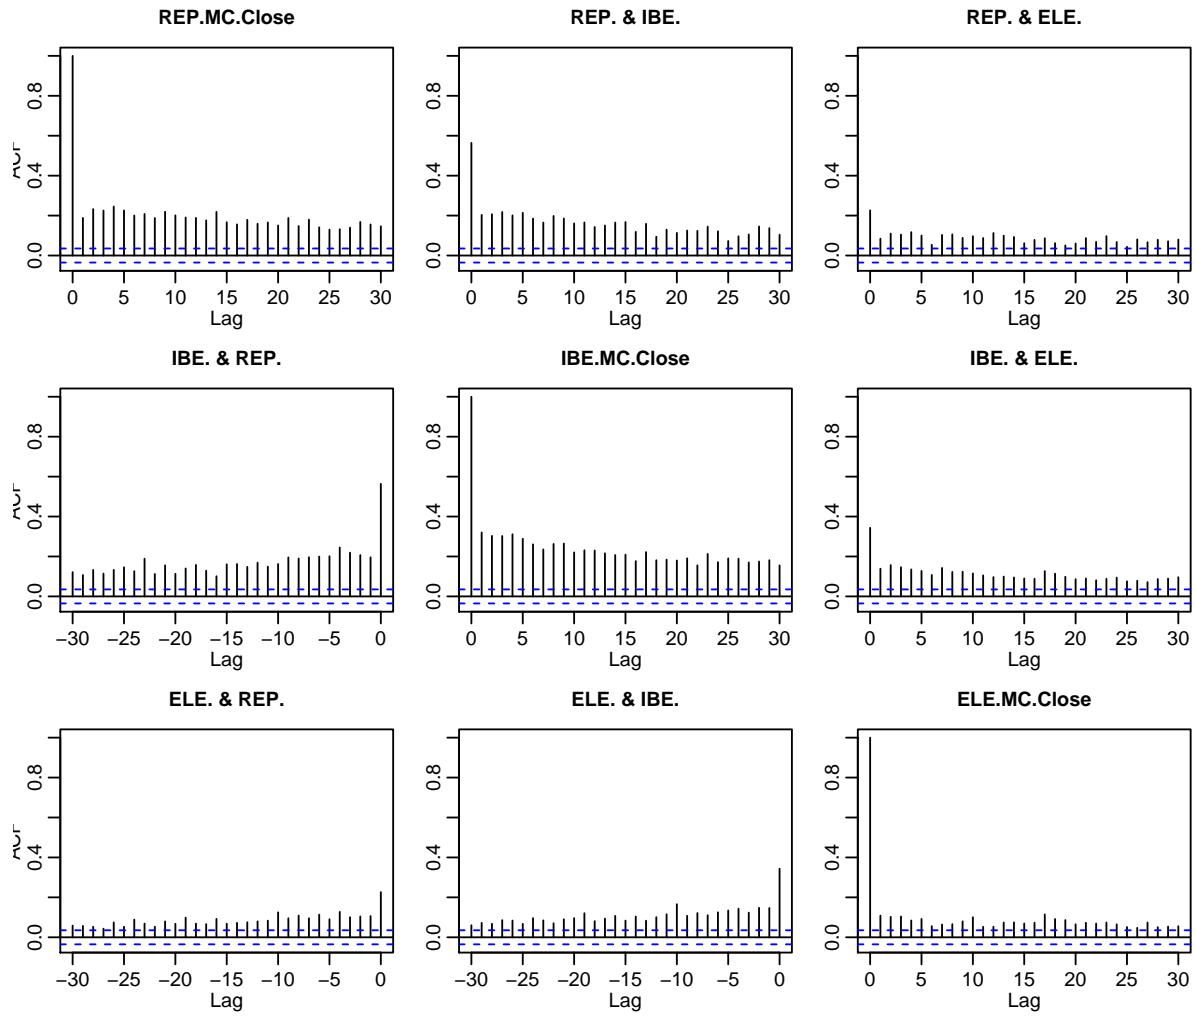 REP.MC.Close REP. & IBE. REP. & ELE.
0.8 0.8 0.8
ACF
0.4 0.4 0.4
0.0 0.0 0.0
0 5 10 15 20 25 30 0 5 10 15 20 25 30 0 5 10 15 20 25 30
Lag Lag Lag
IBE. & REP. IBE.MC.Close IBE. & ELE.
0.8 0.8 0.8
ACF
0.4 0.4 0.4
0.0 0.0 0.0
−30 −25 −20 −15 −10 −5 0 0 5 10 15 20 25 30 0 5 10 15 20 25 30
Lag Lag Lag
ELE. & REP. ELE. & IBE. ELE.MC.Close
0.8 0.8 0.8
ACF
0.4 0.4 0.4
0.0 0.0 0.0
−30 −25 −20 −15 −10 −5 0 −30 −25 −20 −15 −10 −5 0 0 5 10 15 20 25 30
Lag Lag Lag